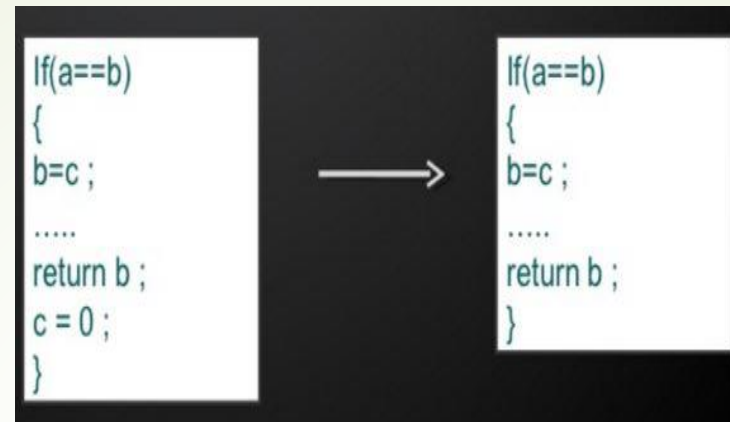 If(a==b)
{
b=c ;
.....
return b ;
c = 0 ;
}
If(a==b)
{
b=c ;
.....
return b ;
}